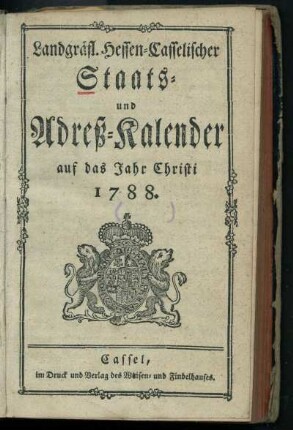 Landgräfl. Hessen-Casselischer
Staats-
und
Adreß-Kalender
auf das Jahr Christi
1788.
Cassel,
im Druck und Verlag des Waisen- und Findelhauses.